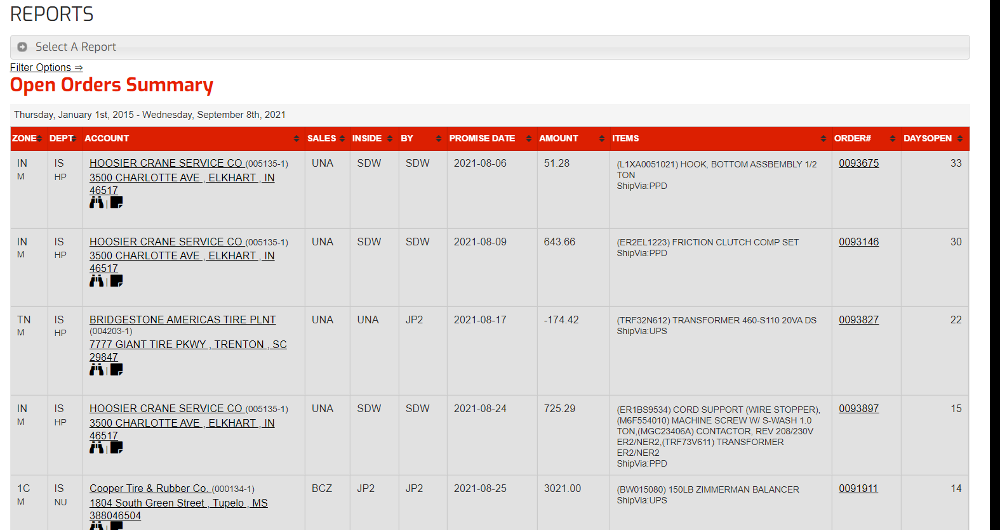 REPORTS
Select A Report
Filter Options ⇒
Open Orders Summary
Thursday, January 1st, 2015 - Wednesday, September 8th, 2021
ZONE DEPT ACCOUNT SALES INSIDE BY PROMISE DATE AMOUNT ITEMS ORDER# DAYSOPEN
IN IS HOOSIER CRANE SERVICE CO (005135-1) UNA SDW SDW 2021-08-06 51.28 (L1XA0051021) HOOK, BOTTOM ASSBEMBLY 1/2 0093675 33
M HP 3500 CHARLOTTE AVE , ELKHART , IN TON
46517 ShipVia:PPD
|
IN IS HOOSIER CRANE SERVICE CO (005135-1) UNA SDW SDW 2021-08-09 643.66 (ER2EL1223) FRICTION CLUTCH COMP SET 0093146 30
M HP 3500 CHARLOTTE AVE , ELKHART , IN ShipVia:PPD
46517
|
TN IS BRIDGESTONE AMERICAS TIRE PLNT UNA UNA JP2 2021-08-17 -174.42 (TRF32N612) TRANSFORMER 460-S110 20VA DS 0093827 22
M HP (004203-1) ShipVia:UPS
7777 GIANT TIRE PKWY , TRENTON , SC
29847
|
IN IS HOOSIER CRANE SERVICE CO (005135-1) UNA SDW SDW 2021-08-24 725.29 (ER1BS9534) CORD SUPPORT (WIRE STOPPER), 0093897 15
M HP 3500 CHARLOTTE AVE , ELKHART , IN (M6F554010) MACHINE SCREW W/ S-WASH 1.0
46517 TON,(MGC23406A) CONTACTOR, REV 208/230V
| ER2/NER2,(TRF73V611) TRANSFORMER
ER2/NER2
ShipVia:PPD
1C IS Cooper Tire & Rubber Co. (000134-1) BCZ JP2 JP2 2021-08-25 3021.00 (BW015080) 150LB ZIMMERMAN BALANCER 0091911 14
M NU 1804 South Green Street , Tupelo , MS ShipVia:UPS
388046504
|